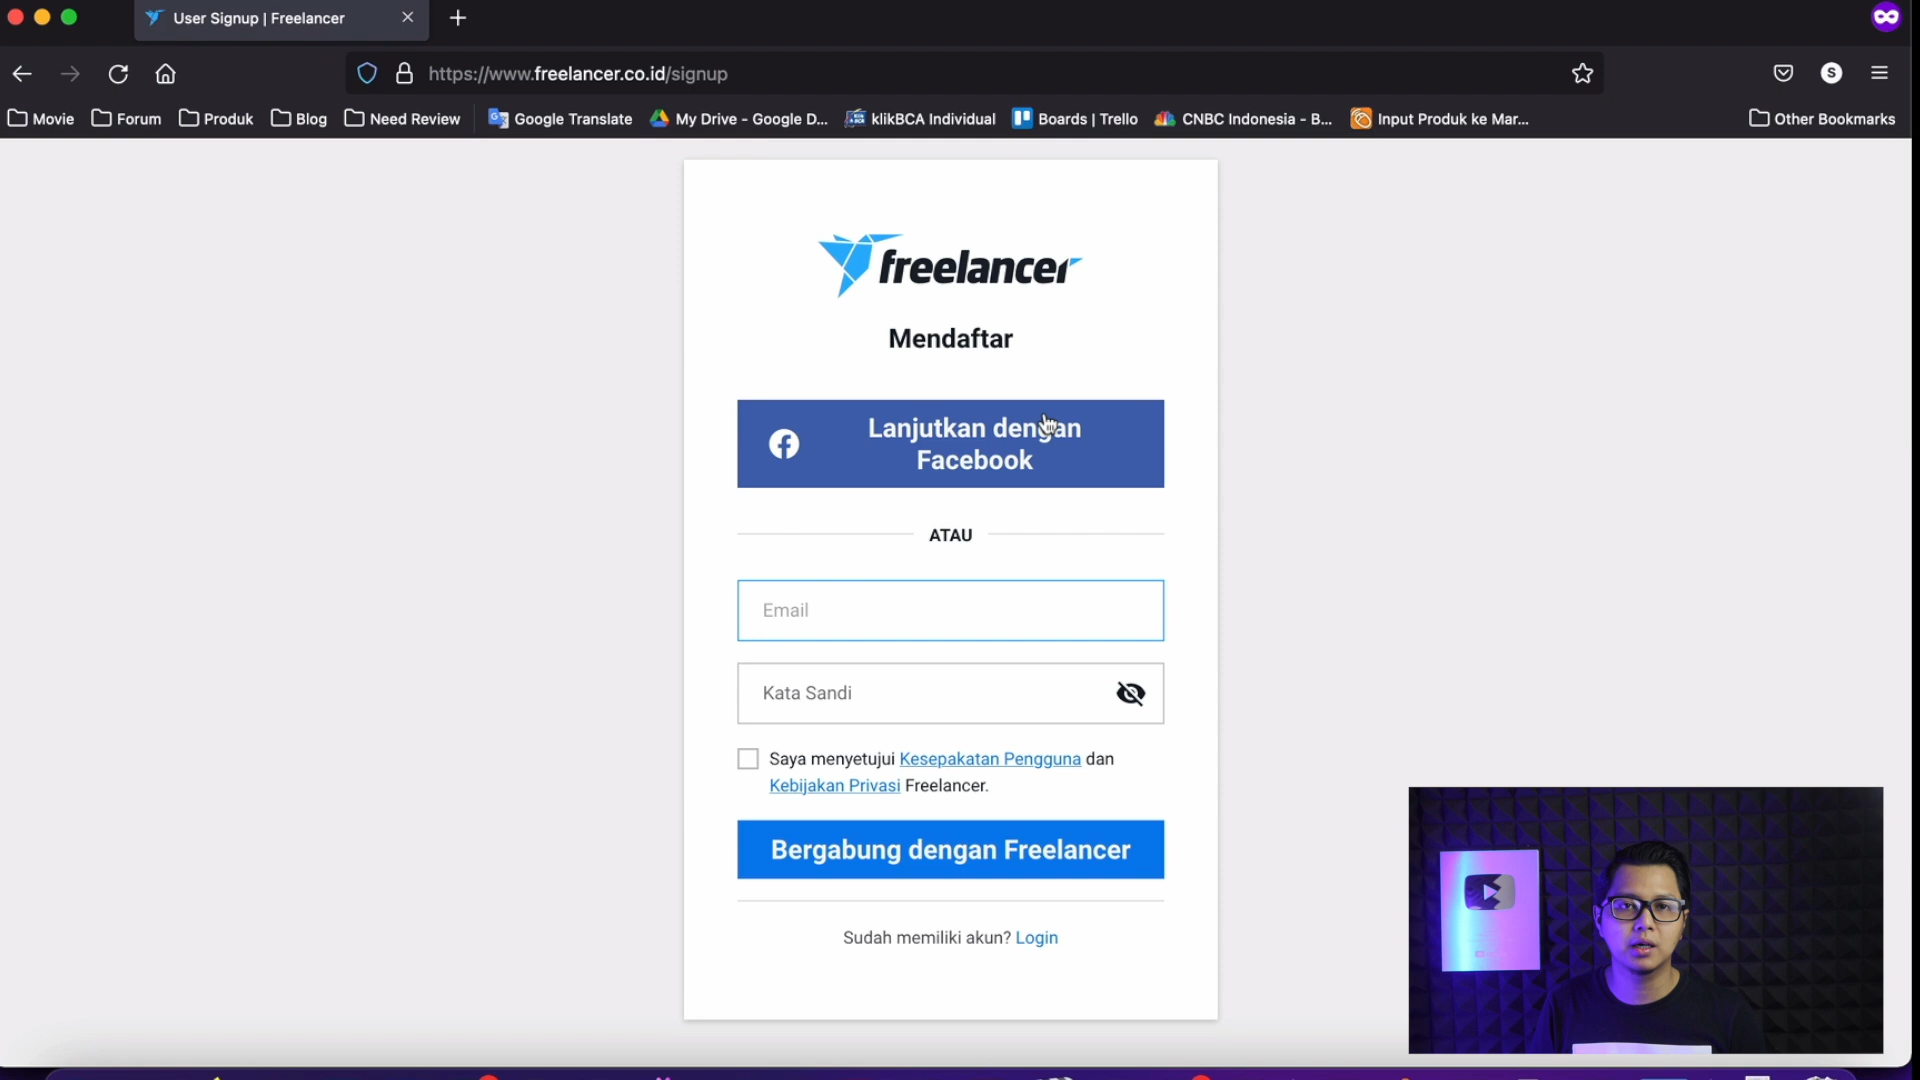 User Signup | Freelancer
https://www.freelancer.co.id/signup
S
Movie
Forum
Produk
Blog
Need Review
Google Translate
My Drive - Google D...
klikBCA Individual
Boards | Trello
CNBC Indonesia - B...
Input Produk ke Mar...
Other Bookmarks
freelancer
Mendaftar
Lanjutkan dengan
Facebook
ATAU
Email
Kata Sandi
Saya menyetujui Kesepakatan Pengguna dan
Kebijakan Privasi Freelancer.
Bergabung dengan Freelancer
Sudah memiliki akun? Login